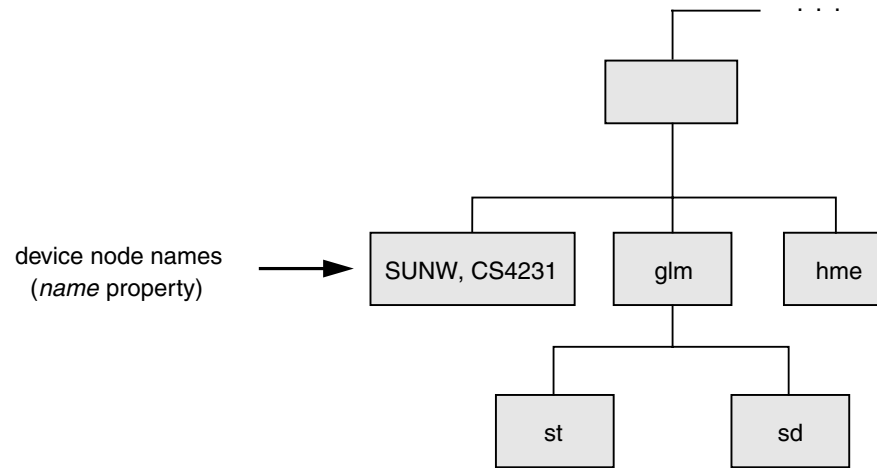 . . .
device node names
(name property)
SUNW, CS4231
glm
hme
st
sd